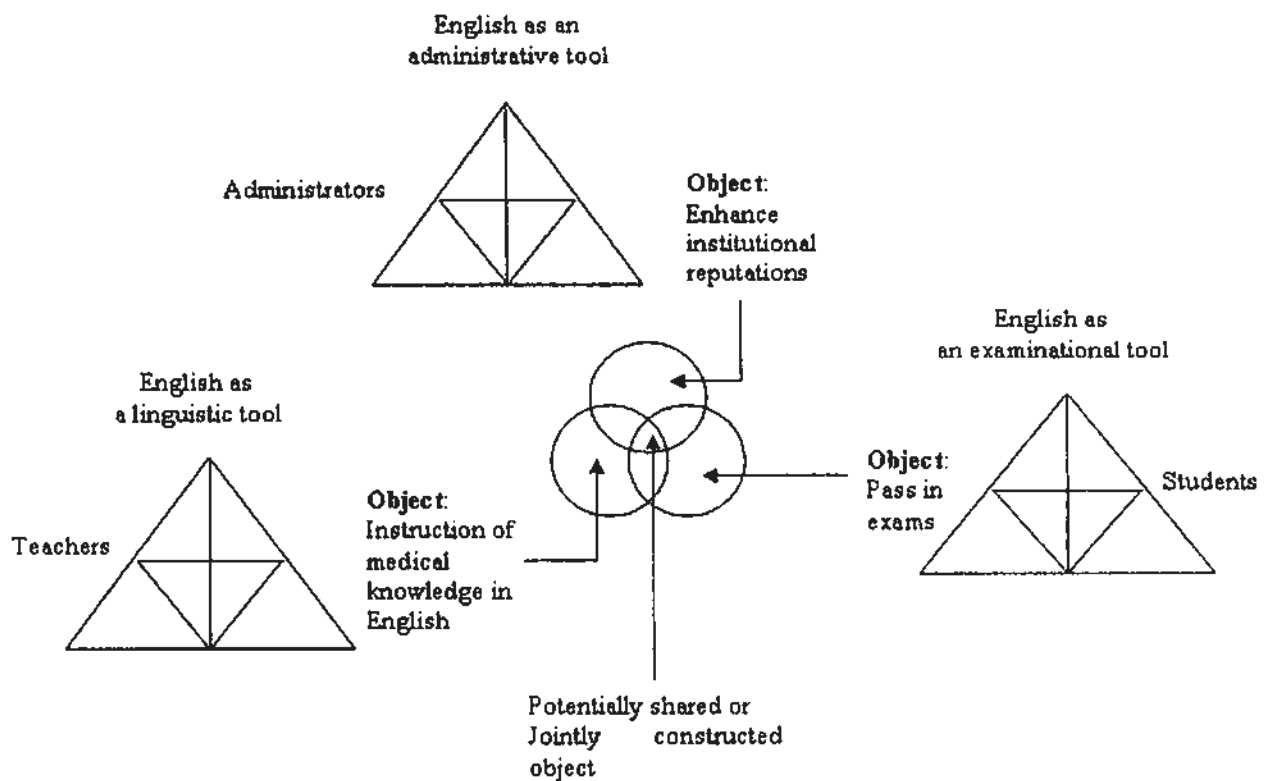 English as an
administrative tool
Administrators
Object:
Enhance
institutional
reputations
English as
an examinational tool
English as
a linguistic tool
Object:
Pass in
exams
Students
Object:
Instruction of
medical
knowledge in
English
Teachers
Potentially shared or
Jointly constructed
object